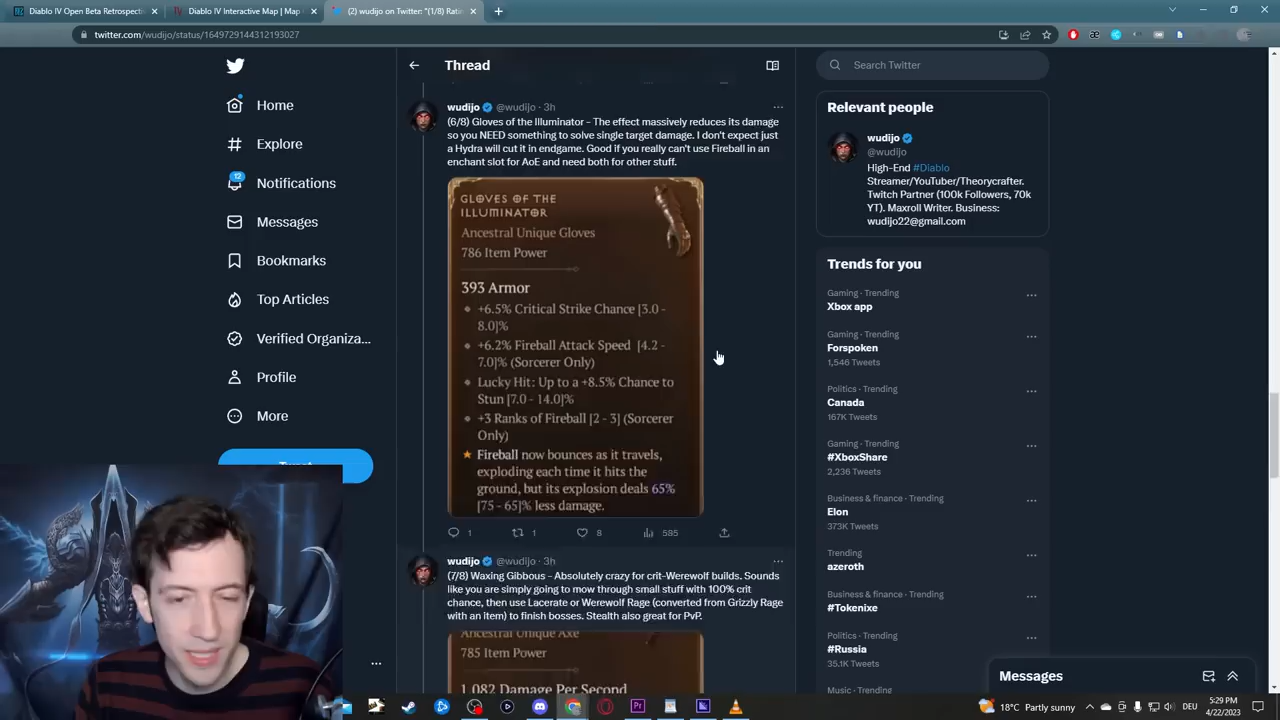 Diablo IV Open Beta Retrospecti
Diablo IV Interactive Map | Map
(2) wudijo on Twitter: "(1/8) Ratin
twitter.com/wudijo/status/1649729144312193027
Home
Explore
12
Notifications
Messages
Bookmarks
Top Articles
Verified Organiza...
Profile
More
Thread
wudijo @wudijo · 3h
(6/8) Gloves of the Illuminator - The effect massively reduces its damage
so you NEED something to solve single target damage. I don't expect just
a Hydra will cut it in endgame. Good if you really can't use Fireball in an
enchant slot for AoE and need both for other stuff.
GLOVES OF THE
ILLUMINATOR
Ancestral Unique Gloves
786 Item Power
393 Armor
+6.5% Critical Strike Chance [3.0 -
8.0]%
+6.2% Fireball Attack Speed [4.2 -
7.0]% (Sorcerer Only)
Lucky Hit: Up to a +8.5% Chance to
Stun [7.0 - 14.0]%
+3 Ranks of Fireball [2 - 3] (Sorcerer
Only)
Fireball now bounces as it travels,
exploding each time it hits the
ground, but its explosion deals 65%
[75 - 65]% less damage.
1
1
8
585
wudijo @wudijo · 3h
(7/8) Waxing Gibbous - Absolutely crazy for crit-Werewolf builds. Sounds
like you are simply going to mow through small stuff with 100% crit
chance, then use Lacerate or Werewolf Rage (converted from Grizzly Rage
with an item) to finish bosses. Stealth also great for PvP.
Ancestral Unique Axe
785 Item Power
1,082 Damage Per Second
Search Twitter
Relevant people
wudijo
@wudijo
High-End #Diablo
Streamer/YouTuber/Theorycrafter.
Twitch Partner (100k Followers, 70k
YT). Maxroll Writer. Business:
wudijo22@gmail.com
Trends for you
Gaming · Trending
Xbox app
Gaming · Trending
Forspoken
1,546 Tweets
Politics · Trending
Canada
167K Tweets
Gaming · Trending
#XboxShare
2,236 Tweets
Business & finance · Trending
Elon
373K Tweets
Trending
azeroth
Business & finance · Trending
#Tokenixe
Politics · Trending
#Russia
35.1K Tweets
Music · Trending
Messages
18°C Partly sunny
DEU
5:29 PM
4/22/2023